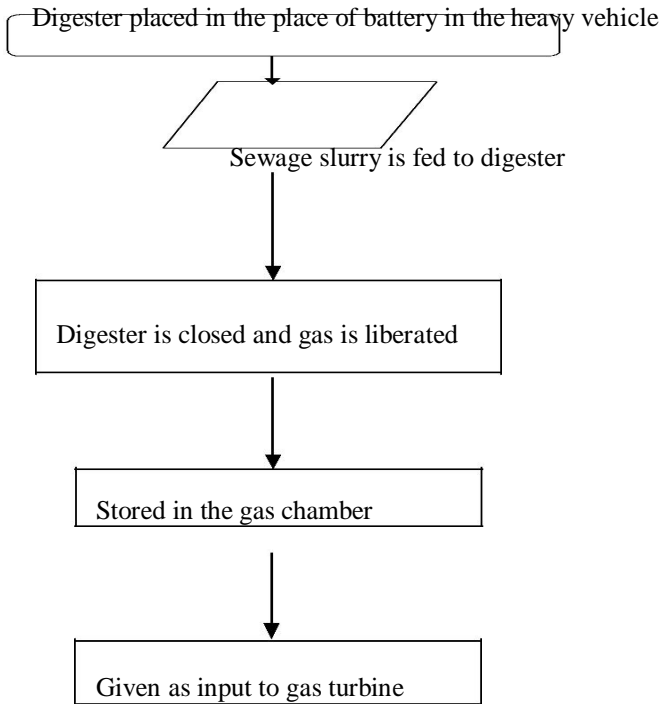 Digester placed in the place of battery in the heavy vehicle
Sewage slurry is fed to digester
Digester is closed and gas is liberated
Stored in the gas chamber
Given as input to gas turbine